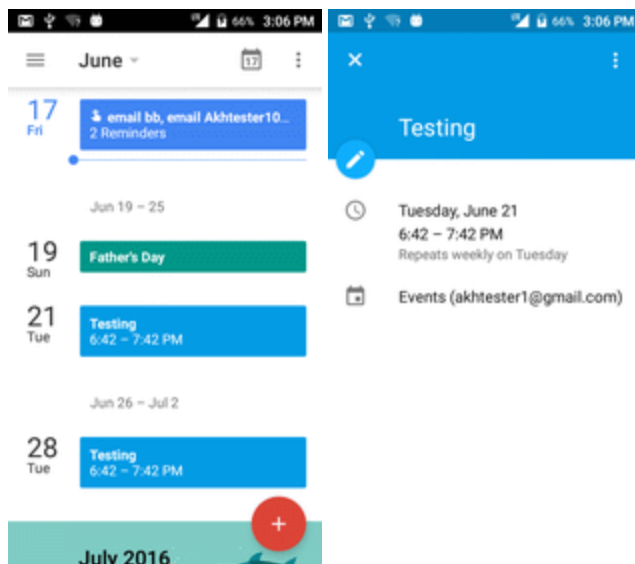 66% 3:06 PM
June
17
17
Fri
email bb, email Akhtester10...
2 Reminders
Jun 19 – 25
19
Sun
Father's Day
21
Tue
Testing
6:42 – 7:42 PM
Jun 26 – Jul 2
28
Tue
Testing
6:42 – 7:42 PM
+
July 2016
66% 3:06 PM
Testing
Tuesday, June 21
6:42 – 7:42 PM
Repeats weekly on Tuesday
Events (akhtester1@gmail.com)